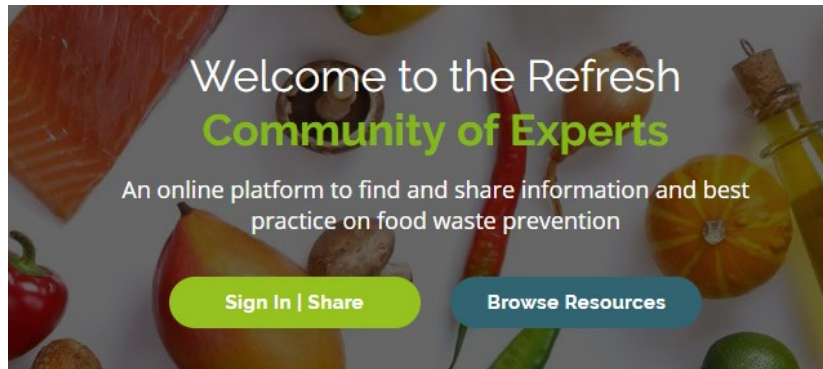 Welcome to the Refresh
Community of Experts
An online platform to find and share information and best
practice on food waste prevention
Sign In | Share
Browse Resources